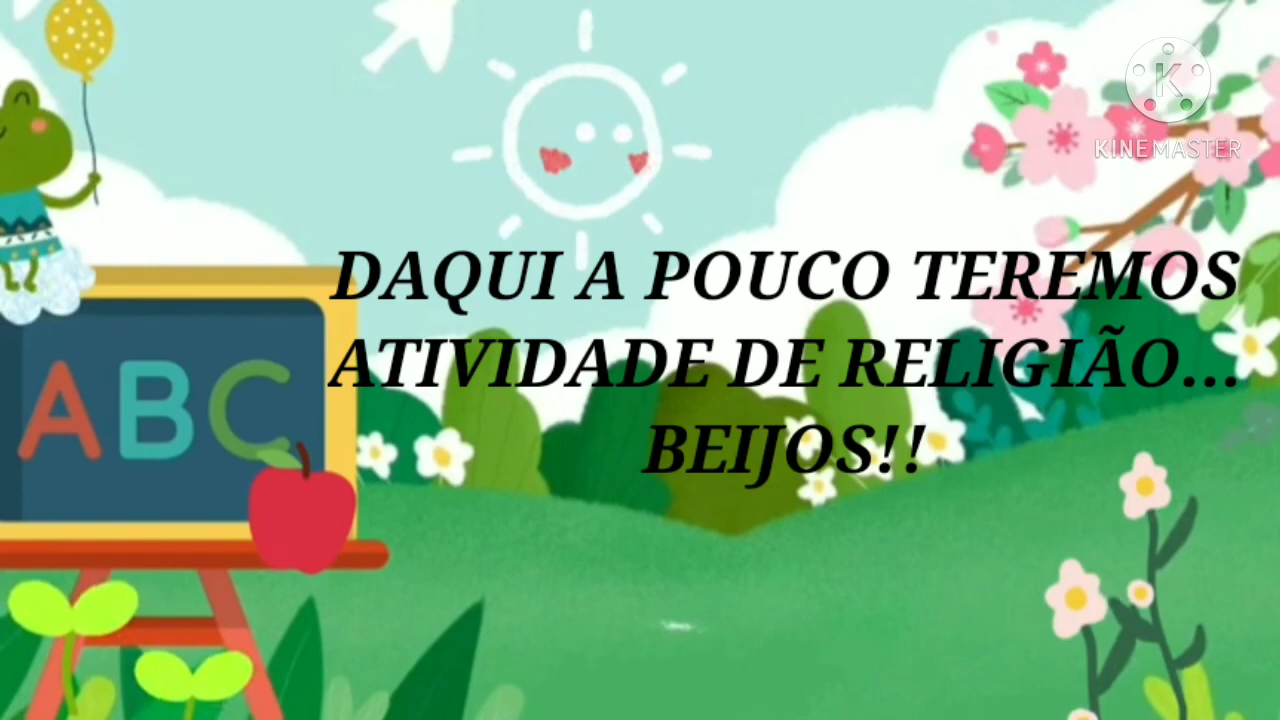 KINEMASTER
DAQUI A POUCO TEREMOS
ATIVIDADE DE RELIGIÃO...
BEIJOS!!
ABC